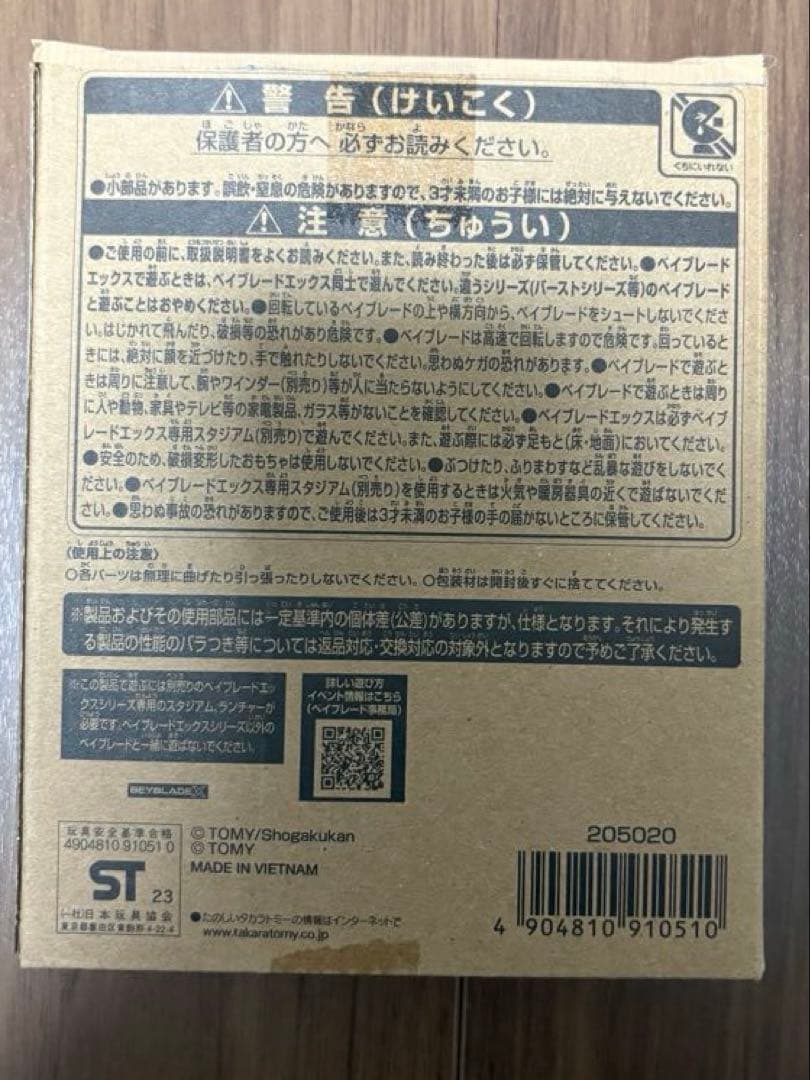 ⚠ 警告(けいこく)
保護者の方へ 必ずお読みください。
くちにいれない
●小部品があります。誤飲・窒息の危険がありますので、3才未満のお子様には絶対に与えないでください。
⚠ 注意(ちゅうい)
●ご使用の前に、取扱説明書をよくお読みください。また、読み終わった後は必ず保管してください。●ベイブレード
エックスで遊ぶときは、ベイブレードエックス同士で遊んでください。違うシリーズ(バーストシリーズ等)のベイブレード
と遊ぶことはおやめください。●回転しているベイブレードの上や横方向から、ベイブレードをシュートしないでくださ
い。はじかれて飛んだり、破損等の恐れがあり危険です。●ベイブレードは高速で回転しますので危険です。回っていると
きには、絶対に顔を近づけたり、手で触れたりしないでください。思わぬケガの恐れがあります。●ベイブレードで遊ぶと
きは周りに注意して、腕やワインダー(別売り)等が人に当たらないようにしてください。●ベイブレードで遊ぶときは周り
に人や動物、家具やテレビ等の家電製品、ガラス等がないことを確認してください。●ベイブレードエックスは必ずベイブ
レードエックス専用スタジアム(別売り)で遊んでください。また、遊ぶ際には必ず足もと(床・地面)においてください。
●安全のため、破損変形したおもちゃは使用しないでください。●ぶつけたり、ふりまわすなど乱暴な遊びをしないでく
ださい。●ベイブレードエックス専用スタジアム(別売り)を使用するときは火気や暖房器具の近くで遊ばないでくださ
い。●思わぬ事故の恐れがありますので、ご使用後は3才未満のお子様の手の届かないところに保管してください。
〈使用上の注意〉
○各パーツは無理に曲げたり引っ張ったりしないでください。○包装材は開封後すぐに捨ててください。
※製品およびその使用部品には一定基準内の個体差(公差)がありますが、仕様となります。それにより発生す
る製品の性能のバラつき等については返品対応・交換対応の対象外となりますので予めご了承ください。
※この製品で遊ぶには別売りのベイブレードエッ
クスシリーズ専用のスタジアム、ランチャーが
必要です。ベイブレードエックスシリーズ以外の
ベイブレードと一緒に遊ばないでください。
詳しい遊び方
イベント情報はこちら
(ベイブレード事務局)
BEYBLADE X
玩具安全基準合格
4904810 91051 0
ST 23
(一社)日本玩具協会
東京都墨田区東駒形4-22-4
© TOMY/Shogakukan
© TOMY
MADE IN VIETNAM
●たのしいタカラトミーの情報はインターネットで
www.takaratomy.co.jp
205020
4 904810 910510